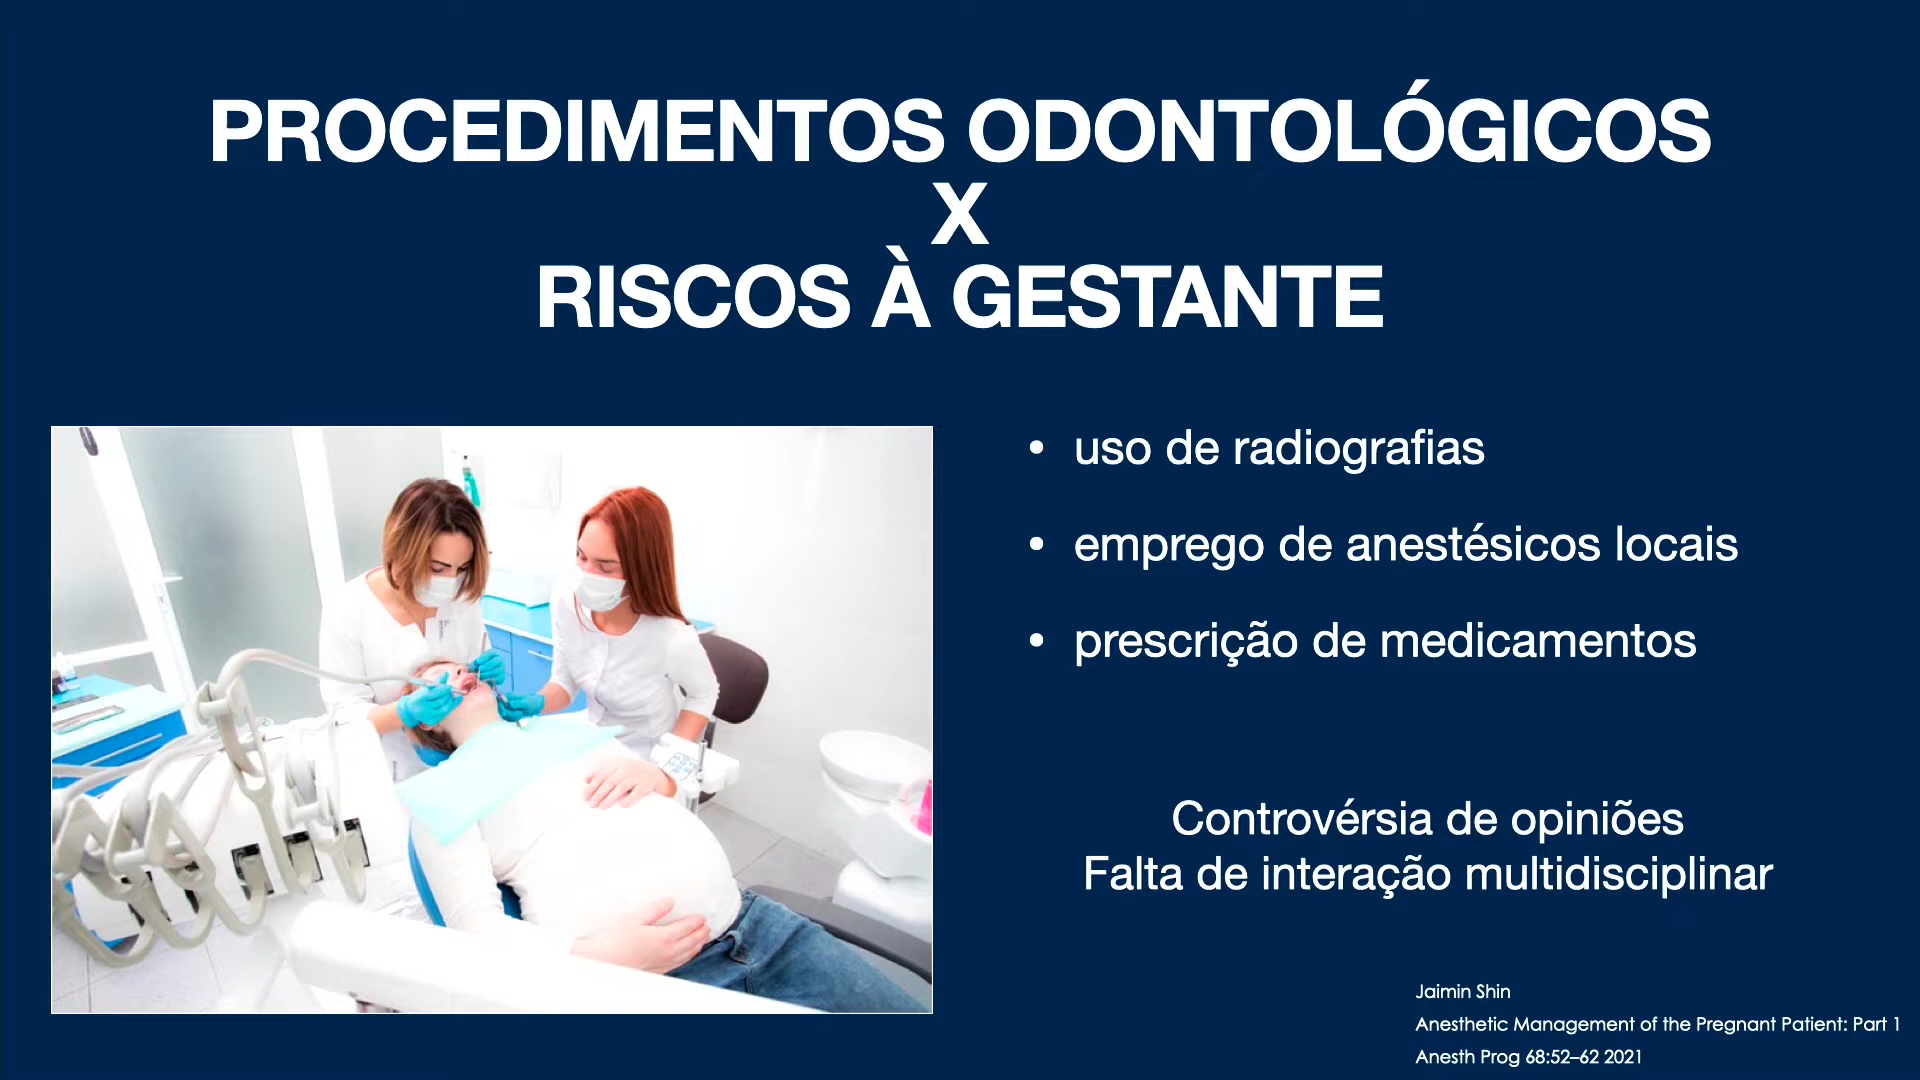 PROCEDIMENTOS ODONTOLÓGICOS
X
RISCOS À GESTANTE
• uso de radiografias
• emprego de anestésicos locais
• prescrição de medicamentos
Controvérsia de opiniões
Falta de interação multidisciplinar
Jaimin Shin
Anesthetic Management of the Pregnant Patient: Part 1
Anesth Prog 68:52–62 2021